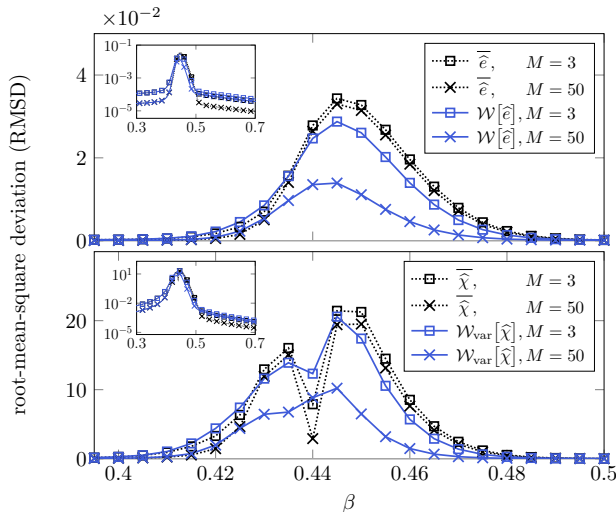 ×10⁻²
4
2
0
10⁻¹
10⁻³
10⁻⁵
0.3 0.5 0.7
ê̅, M = 3
ê̅, M = 50
𝒲[ê], M = 3
𝒲[ê], M = 50
root-mean-square deviation (RMSD)
20
10
0
10¹
10⁻²
10⁻⁵
0.3 0.5 0.7
χ̂̅, M = 3
χ̂̅, M = 50
𝒲var[χ̂], M = 3
𝒲var[χ̂], M = 50
0.4 0.42 0.44 0.46 0.48 0.5
β